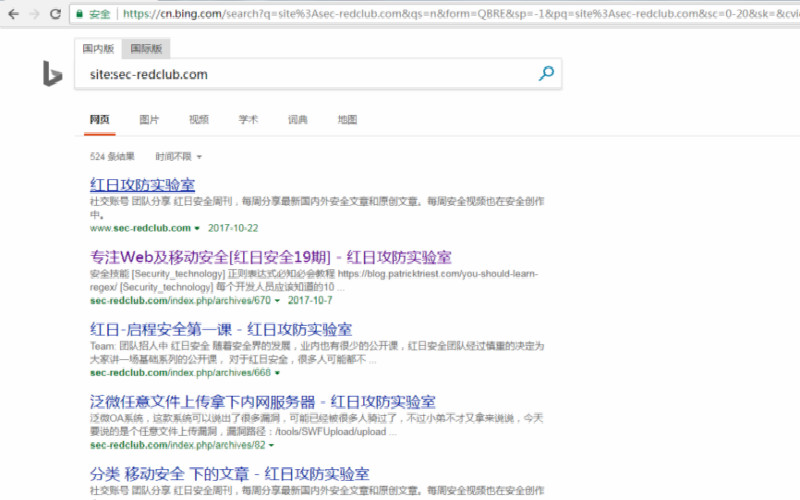 安全 https://cn.bing.com/search?q=site%3Asec-redclub.com&qs=n&form=QBRE&sp=-1&pq=site%3Asec-redclub.com&sc=0-20&sk=&cvi
国内版 国际版
site:sec-redclub.com
网页 图片 视频 学术 词典 地图
524 条结果 时间不限
红日攻防实验室
社交账号 团队分享 红日安全周刊，每周分享最新国内外安全文章和原创文章。每周安全视频也在安全创作
中。
www.sec-redclub.com 2017-10-22
专注Web及移动安全[红日安全19期] - 红日攻防实验室
安全技能 [Security_technology] 正则表达式必知必会教程 https://blog.patricktriest.com/you-should-learn-
regex/ [Security_technology] 每个开发人员应该知道的10 ...
sec-redclub.com/index.php/archives/670 2017-10-7
红日-启程安全第一课 - 红日攻防实验室
Team: 团队招人中 红日安全 随着安全界的发展，业内也有很少的公开课，红日安全团队经过慎重的决定为
大家讲一场基础系列的公开课， 对于红日安全，很多人可能都不 ...
sec-redclub.com/index.php/archives/668
泛微任意文件上传拿下内网服务器 - 红日攻防实验室
泛微OA系统，这款系统可以说出了很多漏洞，可能已经被很多人骑过了，不过小弟不才又拿来说说，今天
要说的是个任意文件上传漏洞，漏洞路径：/tools/SWFUpload/upload ...
sec-redclub.com/index.php/archives/82
分类 移动安全 下的文章 - 红日攻防实验室
社交账号 团队分享 红日安全周刊，每周分享最新国内外安全文章和原创文章。每周安全视频也在安全创作